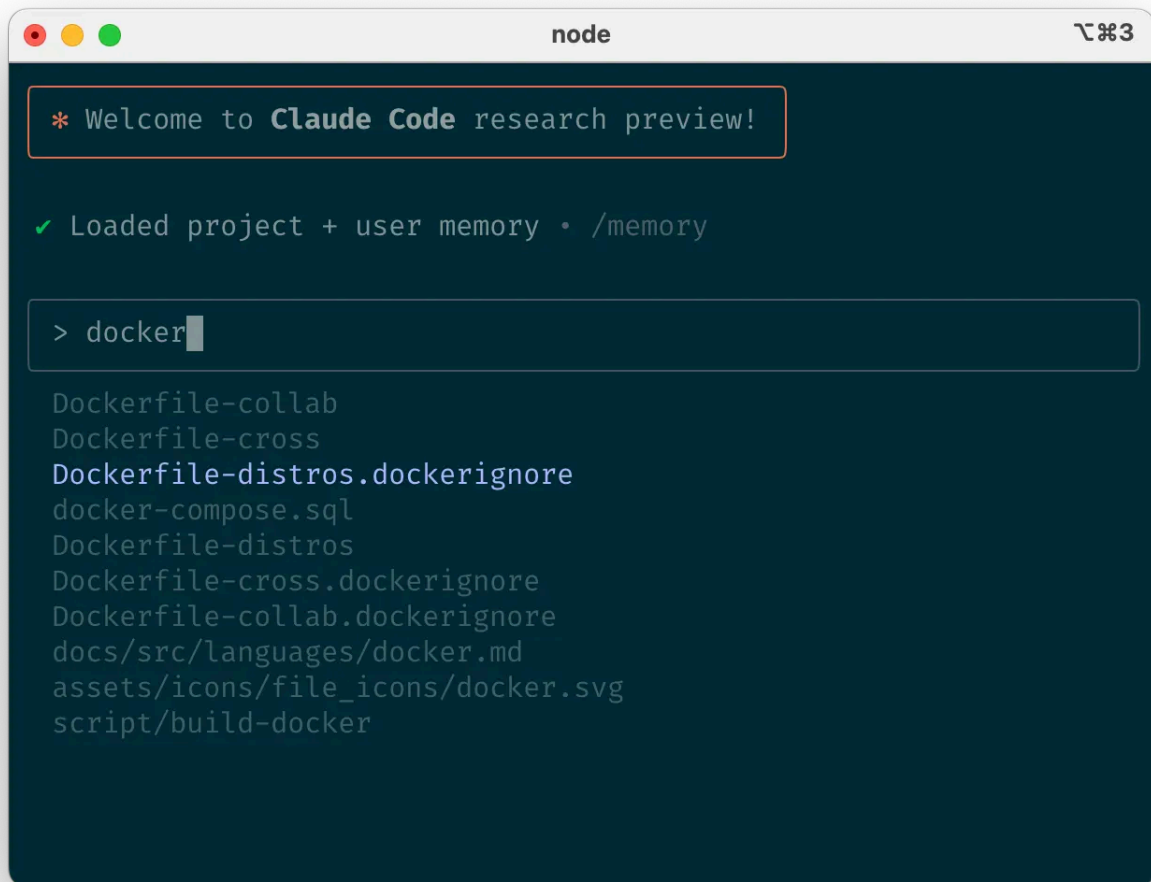 node
⌥⌘3
* Welcome to Claude Code research preview!
✔ Loaded project + user memory • /memory
> docker
Dockerfile-collab
Dockerfile-cross
Dockerfile-distros.dockerignore
docker-compose.sql
Dockerfile-distros
Dockerfile-cross.dockerignore
Dockerfile-collab.dockerignore
docs/src/languages/docker.md
assets/icons/file_icons/docker.svg
script/build-docker